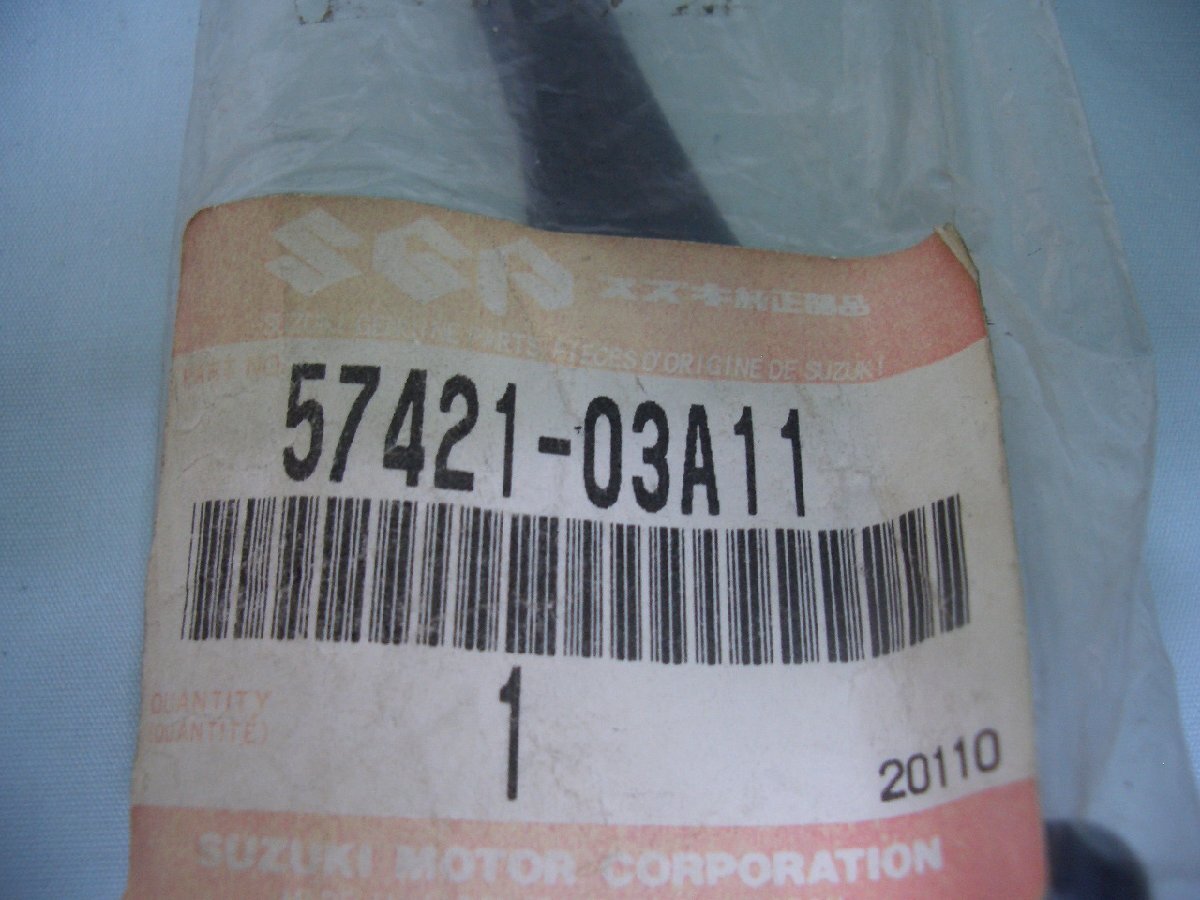 SGP スズキ純正部品
SUZUKI GENUINE PARTS PIECES D'ORIGINE DE SUZUKI
PART NO.
57421-03A11
QUANTITY
(QUANTITÉ)
1
20110
SUZUKI MOTOR CORPORATION